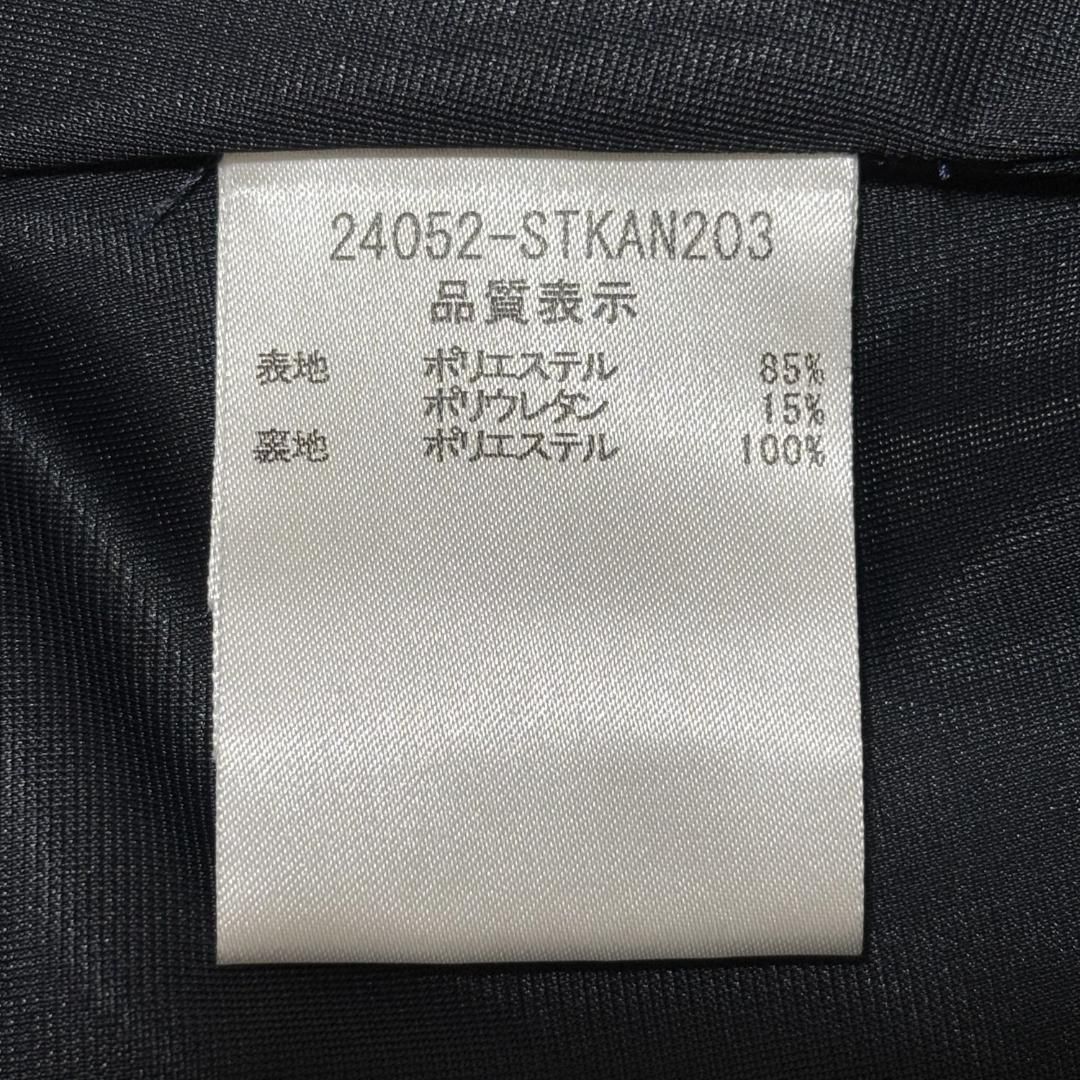 24052-STKAN203
品質表示
表地 ポリエステル 85%
ポリウレタン 15%
裏地 ポリエステル 100%